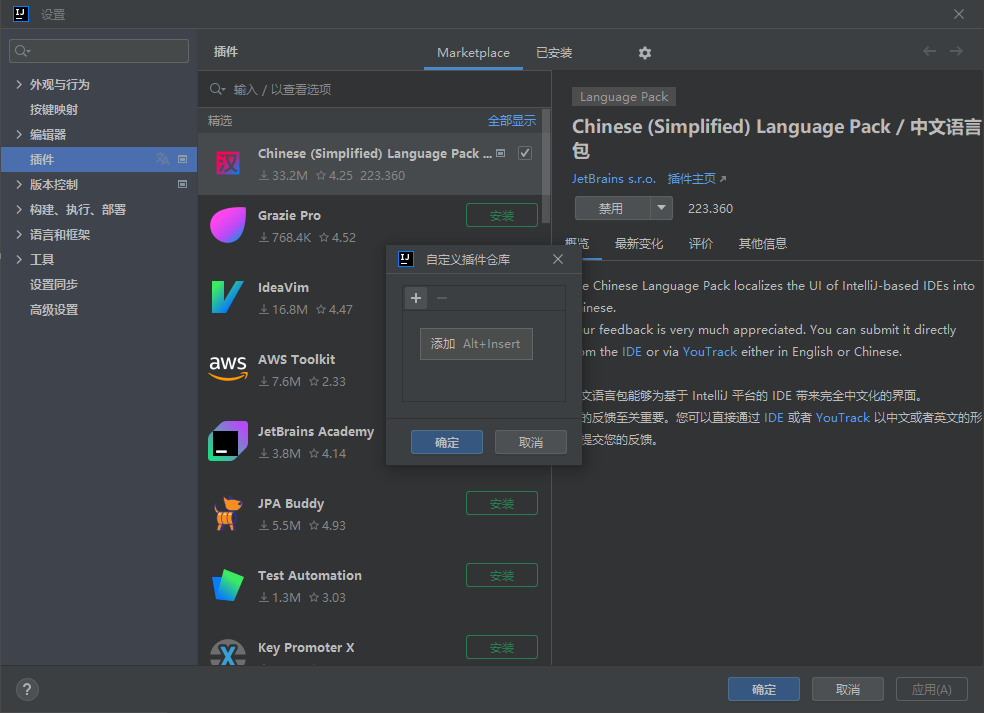 设置
外观与行为
按键映射
编辑器
插件
版本控制
构建、执行、部署
语言和框架
工具
设置同步
高级设置
插件
Marketplace
已安装
输入 / 以查看选项
精选
全部显示
Chinese (Simplified) Language Pack ...
33.2M 4.25 223.360
Grazie Pro
安装
768.4K 4.52
IdeaVim
16.8M 4.47
aws
AWS Toolkit
7.6M 2.33
JetBrains Academy
3.8M 4.14
JPA Buddy
安装
5.5M 4.93
Test Automation
安装
1.3M 3.03
Key Promoter X
安装
自定义插件仓库
添加 Alt+Insert
确定
取消
Language Pack
Chinese (Simplified) Language Pack / 中文语言
包
JetBrains s.r.o. 插件主页
禁用
223.360
概览
最新变化
评价
其他信息
e Chinese Language Pack localizes the UI of IntelliJ-based IDEs into
inese.
ur feedback is very much appreciated. You can submit it directly
om the IDE or via YouTrack either in English or Chinese.
文语言包能够为基于 IntelliJ 平台的 IDE 带来完全中文化的界面。
的反馈至关重要。您可以直接通过 IDE 或者 YouTrack 以中文或者英文的形
提交您的反馈。
?
确定
取消
应用(A)